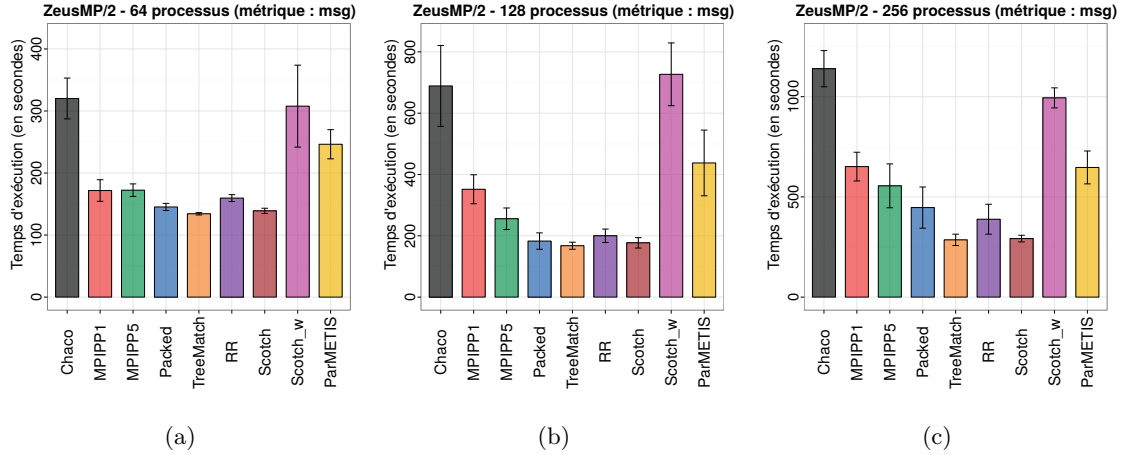 ZeusMP/2 - 64 processus (métrique : msg)
Temps d'exécution (en secondes)
0
100
200
300
400
Chaco
MPIPP1
MPIPP5
Packed
TreeMatch
RR
Scotch
Scotch_w
ParMETIS
(a)
ZeusMP/2 - 128 processus (métrique : msg)
Temps d'exécution (en secondes)
0
200
400
600
800
Chaco
MPIPP1
MPIPP5
Packed
TreeMatch
RR
Scotch
Scotch_w
ParMETIS
(b)
ZeusMP/2 - 256 processus (métrique : msg)
Temps d'exécution (en secondes)
0
500
1000
Chaco
MPIPP1
MPIPP5
Packed
TreeMatch
RR
Scotch
Scotch_w
ParMETIS
(c)